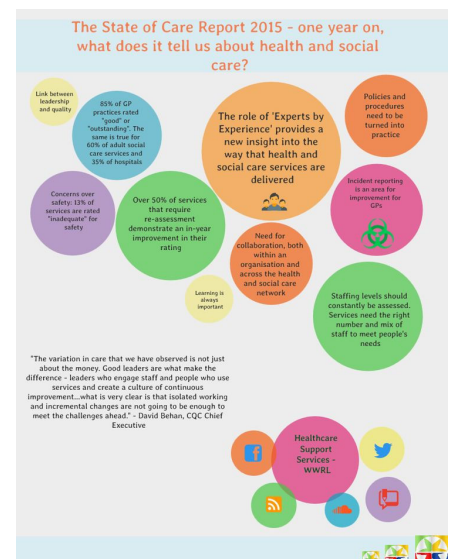 The State of Care Report 2015 - one year on,
what does it tell us about health and social
care?
Link between
leadership
and quality
85% of GP
practices rated
"good" or
"outstanding". The
same is true for
60% of adult social
care services and
35% of hospitals
The role of 'Experts by
Experience' provides a
new insight into the
way that health and
social care services are
delivered
Policies and
procedures
need to be
turned into
practice
Concerns over
safety: 13% of
services are rated
"inadequate" for
safety
Over 50% of services
that require
re-assessment
demonstrate an in-year
improvement in their
rating
Incident reporting
is an area for
improvement for
GPs
Need for
collaboration, both
within an
organisation and
across the health
and social care
network
Learning is
always
important
Staffing levels should
constantly be assessed.
Services need the right
number and mix of
staff to meet people's
needs
"The variation in care that we have observed is not just
about the money. Good leaders are what make the
difference - leaders who engage staff and people who use
services and create a culture of continuous
improvement...what is very clear is that isolated working
and incremental changes are not going to be enough to
meet the challenges ahead." - David Behan, CQC Chief
Executive
Healthcare
Support
Services -
WWRL